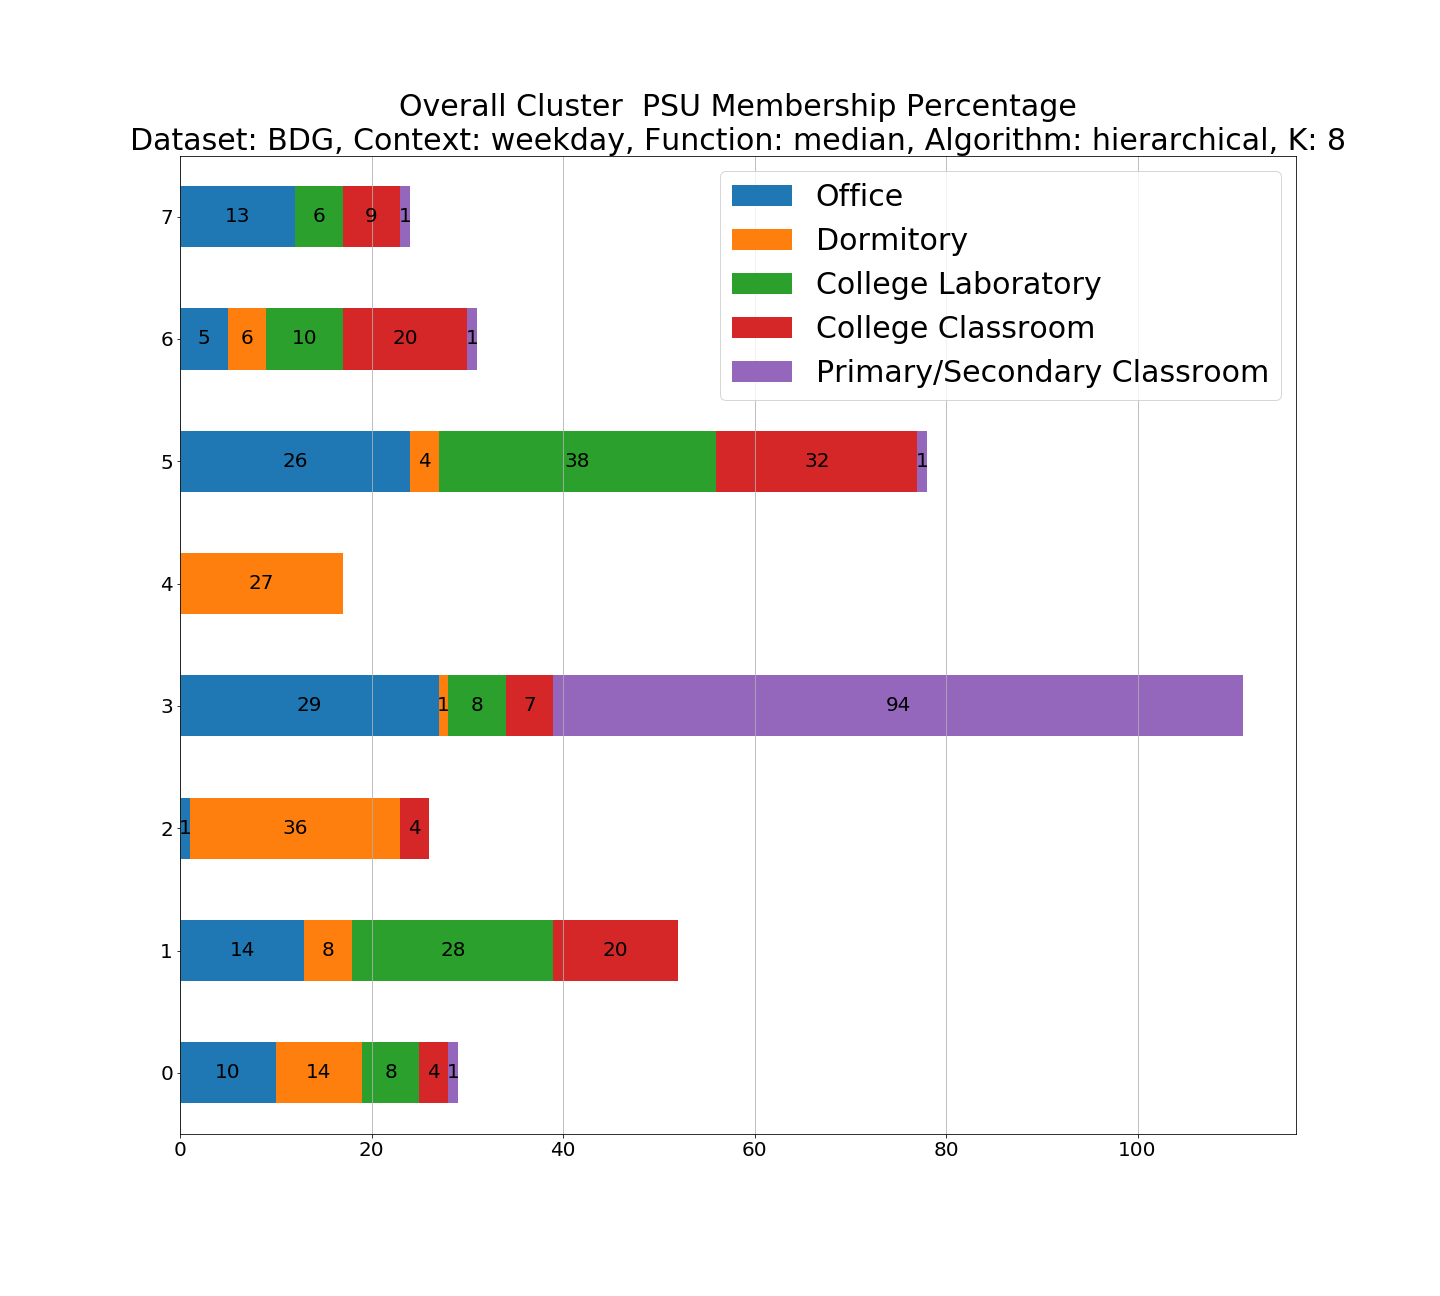 Overall Cluster  PSU Membership Percentage
Dataset: BDG, Context: weekday, Function: median, Algorithm: hierarchical, K: 8
Office
Dormitory
College Laboratory
College Classroom
Primary/Secondary Classroom
7 13 6 9 1
6 5 6 10 20 1
5 26 4 38 32 1
4 27
3 29 1 8 7 94
2 1 36 4
1 14 8 28 20
0 10 14 8 4 1
0 20 40 60 80 100